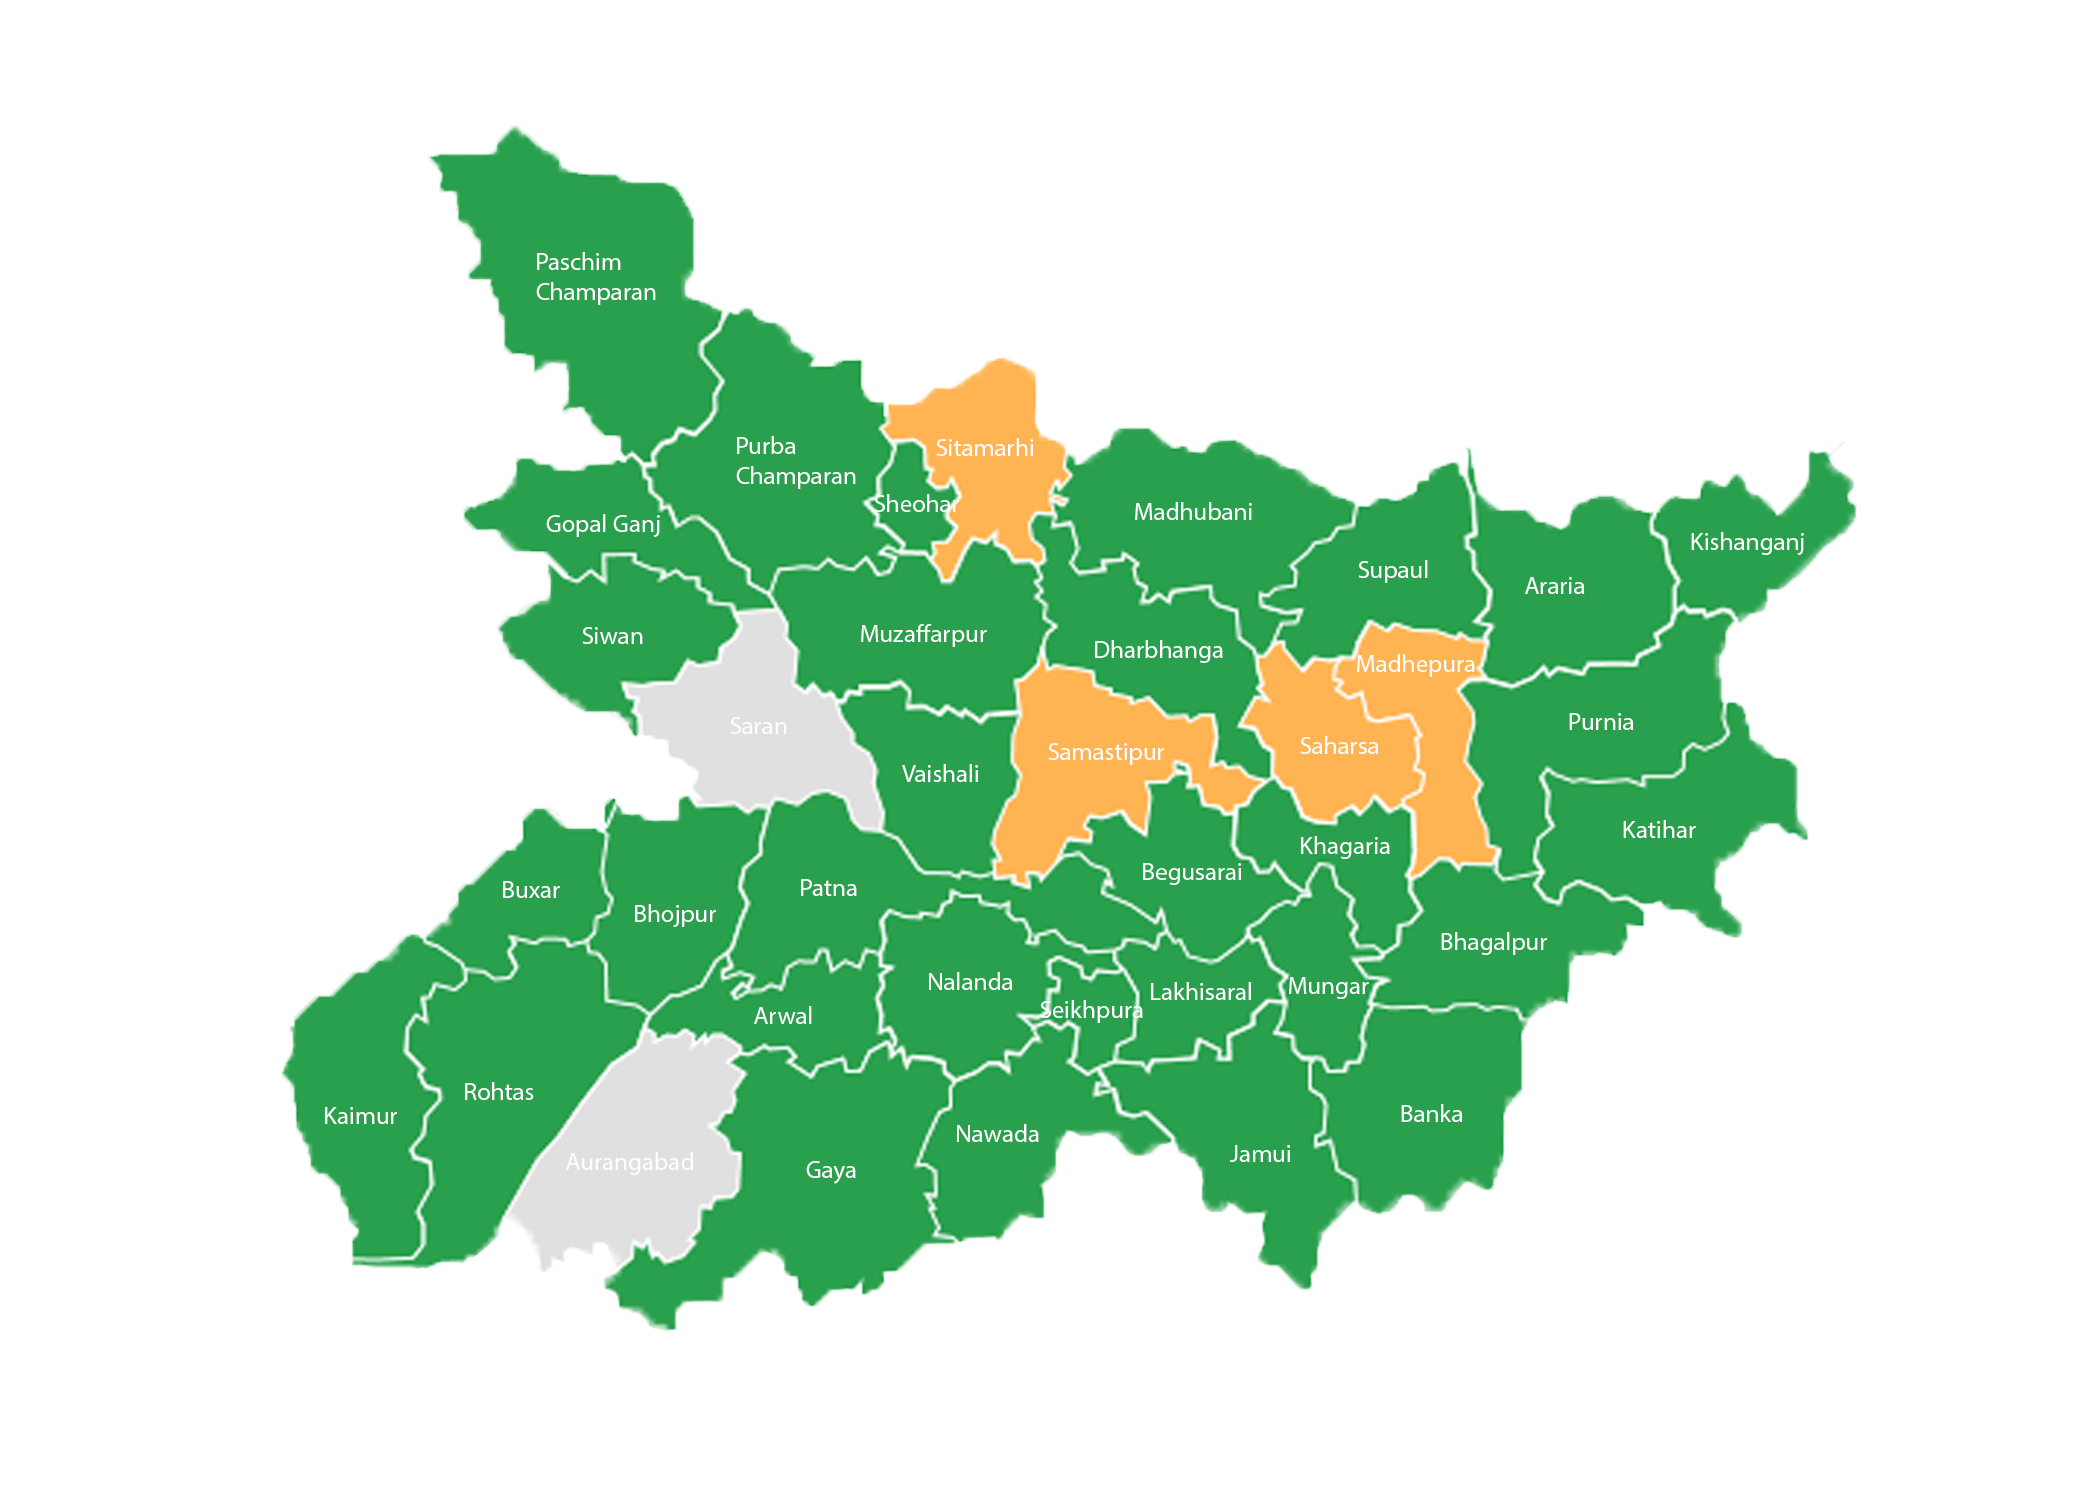 Paschim
Champaran
Purba
Champaran
Sitamarhi
Sheohar
Gopal Ganj
Madhubani
Kishanganj
Supaul
Araria
Siwan
Muzaffarpur
Dharbhanga
Madhepura
Saran
Purnia
Vaishali
Samastipur
Saharsa
Katihar
Khagaria
Begusarai
Buxar
Patna
Bhojpur
Bhagalpur
Nalanda
Lakhisaral
Mungar
Seikhpura
Arwal
Rohtas
Kaimur
Banka
Nawada
Jamui
Aurangabad
Gaya